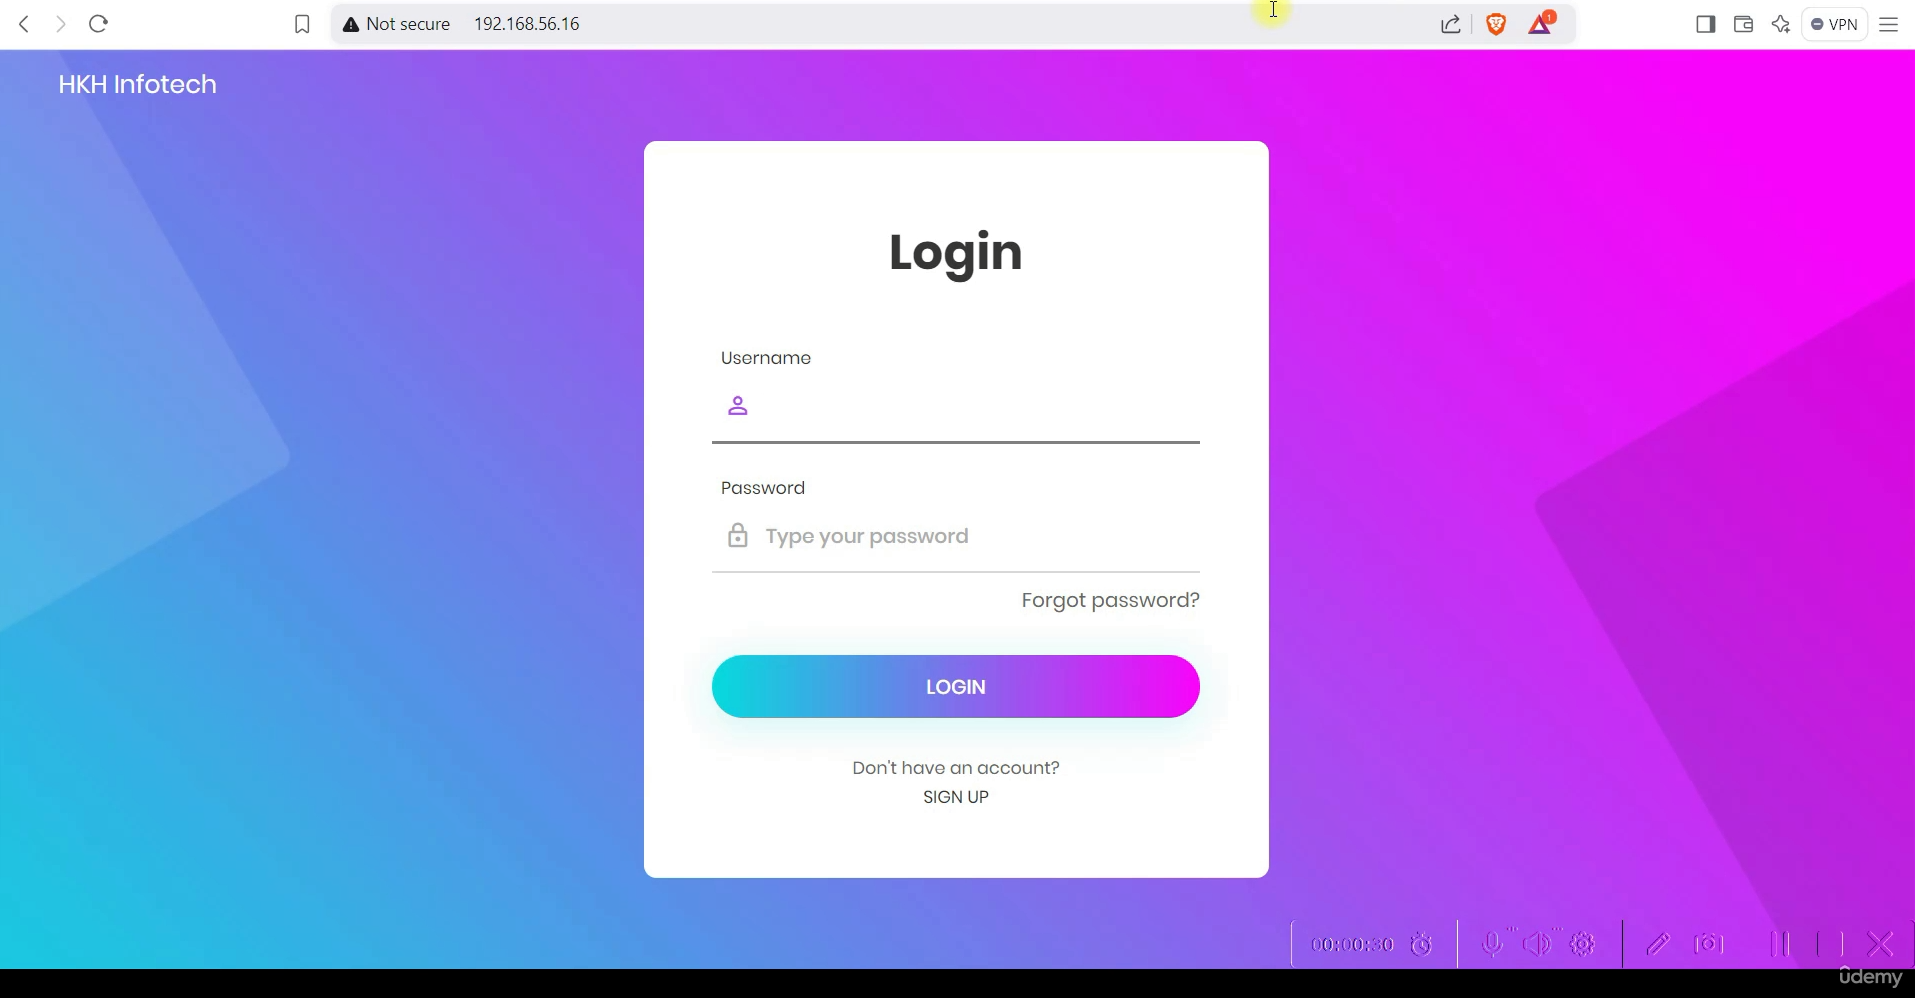 Not secure 192.168.56.16
1
VPN
HKH Infotech
Login
Username
Password
Type your password
Forgot password?
LOGIN
Don't have an account?
SIGN UP
00:00:30
ûdemy